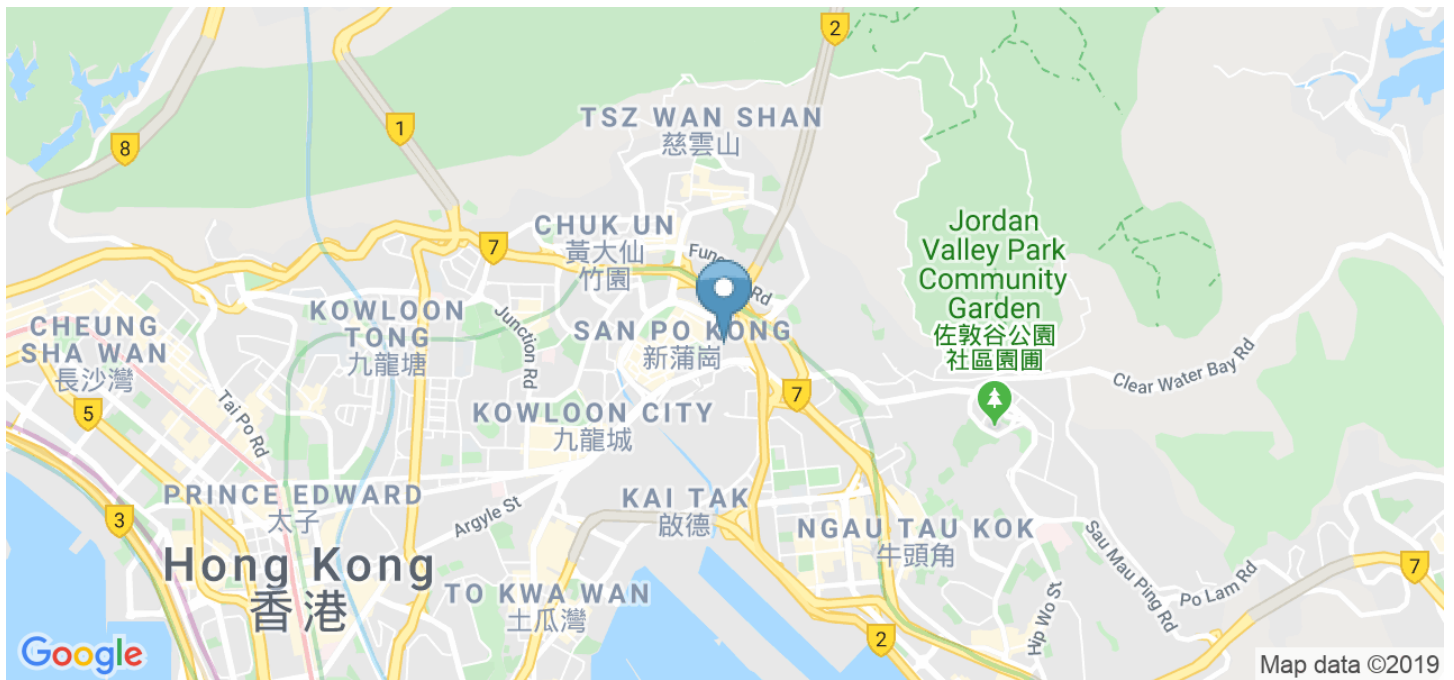 2
8
1
TSZ WAN SHAN
慈雲山
CHUK UN
黃大仙
竹園
7
Rd
Jordan
Valley Park
Community
Garden
佐敦谷公園
社區園圃
KOWLOON
TONG
九龍塘
Junction Rd
SAN PO KONG
新蒲崗
CHEUNG
SHA WAN
長沙灣
Clear Water Bay Rd
7
5
Tai Po Rd
KOWLOON CITY
九龍城
PRINCE EDWARD
太子
3
Argyle St
KAI TAK
啟德
NGAU TAU KOK
牛頭角
Sau Mau Ping Rd
Po Lam Rd
7
Hong Kong
香港
TO KWA WAN
土瓜灣
Hip Wo St
2
Google
Map data ©2019